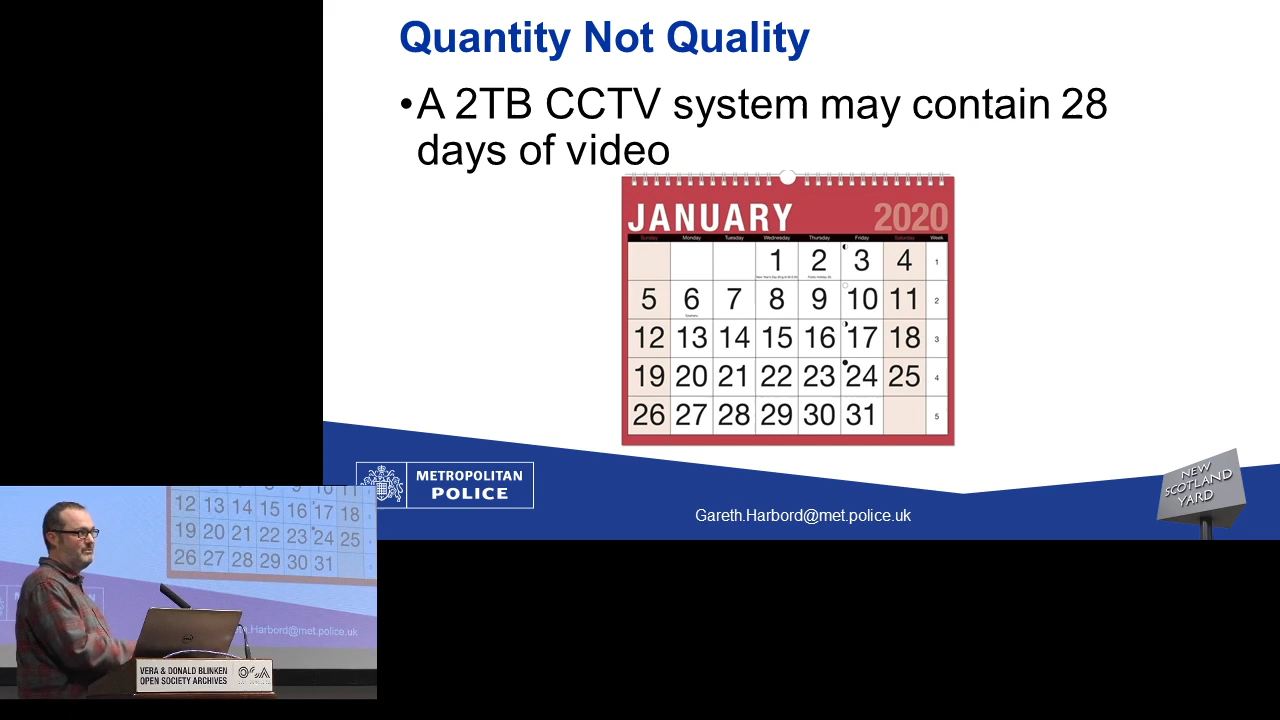 Quantity Not Quality
•A 2TB CCTV system may contain 28
days of video
JANUARY 2020
Sunday Monday Tuesday Wednesday Thursday Friday Saturday Week
1 2 3 4 1
5 6 7 8 9 10 11 2
12 13 14 15 16 17 18 3
19 20 21 22 23 24 25 4
26 27 28 29 30 31 5
METROPOLITAN
POLICE
Gareth.Harbord@met.police.uk
NEW
SCOTLAND
YARD
12 13 14 15 16 17 18
19 20 21 22 23 24 25
26 27 28 29 30 31
.Harbord@met.police.uk
VERA & DONALD BLINKEN
OPEN SOCIETY ARCHIVES